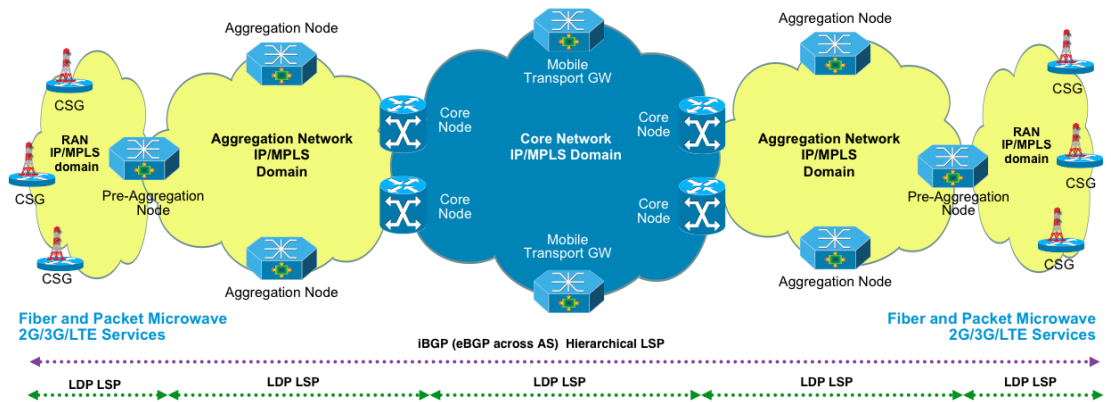 Aggregation Node
Mobile
Transport GW
Aggregation Node
CSG
CSG
Core
Node
Core
Node
RAN
IP/MPLS
domain
Aggregation Network
IP/MPLS
Domain
Core Network
IP/MPLS Domain
Aggregation Network
IP/MPLS
Domain
RAN
IP/MPLS
domain
CSG
Pre-Aggregation
Node
Core
Node
Core
Node
Pre-Aggregation
Node
CSG
CSG
Aggregation Node
Mobile
Transport GW
Aggregation Node
CSG
Fiber and Packet Microwave
2G/3G/LTE Services
Fiber and Packet Microwave
2G/3G/LTE Services
iBGP (eBGP across AS) Hierarchical LSP
LDP LSP
LDP LSP
LDP LSP
LDP LSP
LDP LSP